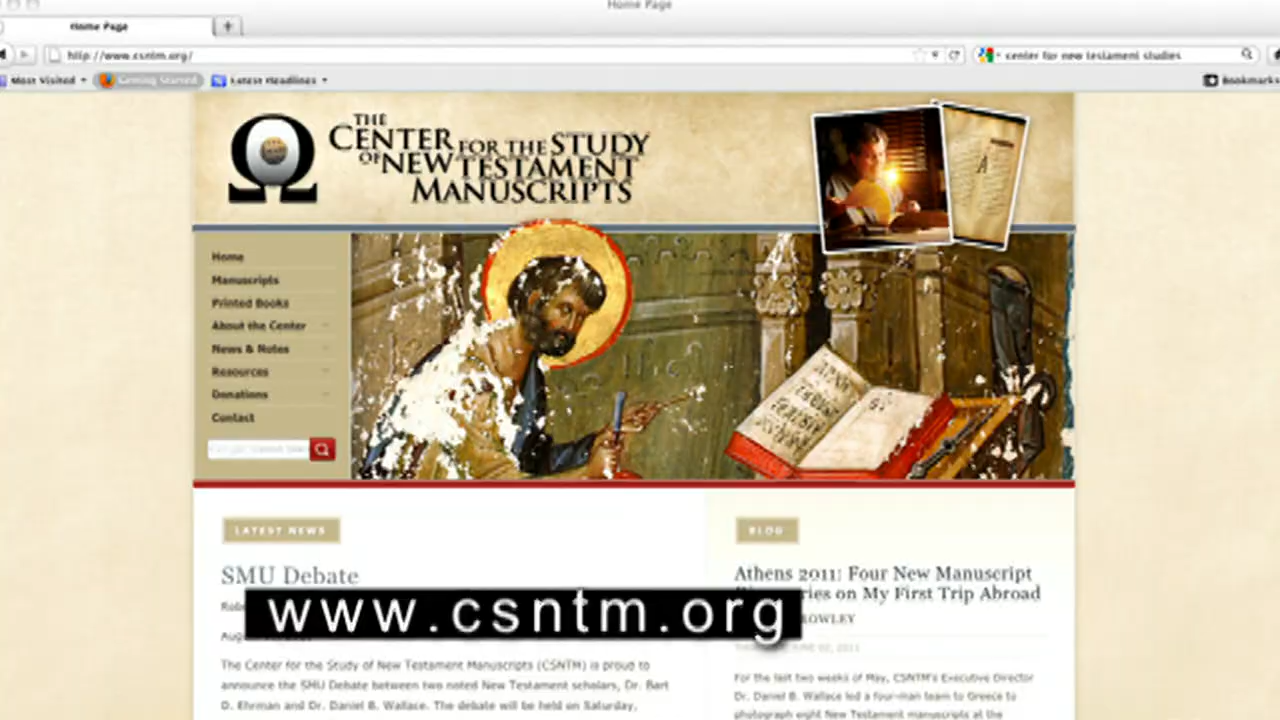 Home Page
Home Page
+
http://www.csntm.org/
center for new testament studies
Most Visited
Getting Started
Latest Headlines
Bookmarks
THE
CENTER FOR THE STUDY
OF NEW TESTAMENT
MANUSCRIPTS
Home
Manuscripts
Printed Books
About the Center
News & Notes
Resources
Donations
Contact
LATEST NEWS
SMU Debate
www.csntm.org
The Center for the Study of New Testament Manuscripts (CSNTM) is proud to
announce the SMU Debate between two noted New Testament scholars, Dr. Bart
D. Ehrman and Dr. Daniel B. Wallace. The debate will be held on Saturday,
BLOG
Athens 2011: Four New Manuscript
on My First Trip Abroad
JUNE 02, 2011
For the last two weeks of May, CSNTM's Executive Director
Dr. Daniel B. Wallace led a four-man team to Greece to
photograph eight New Testament manuscripts at the